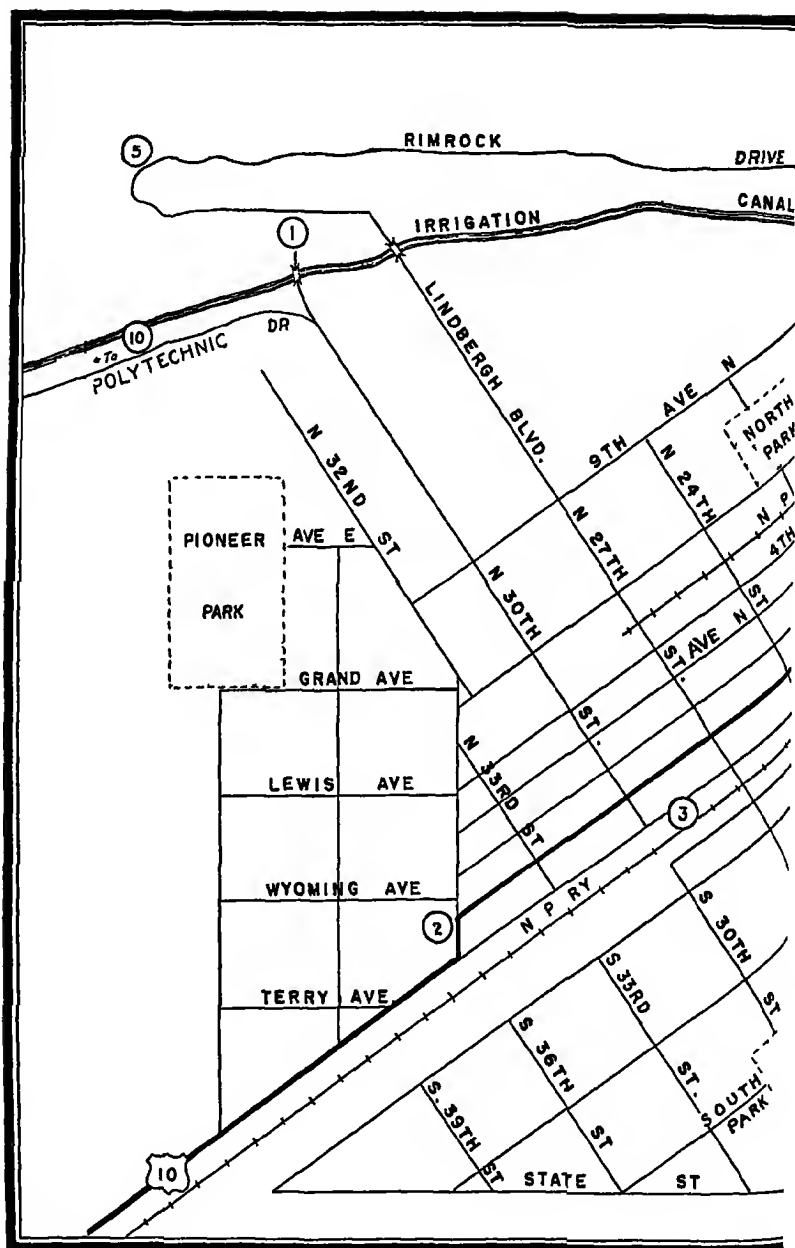 5
RIMROCK DRIVE
IRRIGATION CANAL
1
10
← To
POLYTECHNIC DR
LINDBERGH BLVD.
9TH AVE N
NORTH PARK
N 24TH ST
N P
4TH AVE N
N 32ND ST
PIONEER
PARK
AVE E
N 27TH ST.
N 30TH ST.
GRAND AVE
N 33RD ST
LEWIS AVE
3
WYOMING AVE
2
N P RY
S 30TH ST
TERRY AVE
S 33RD ST.
S 36TH ST
S. 39TH ST
SOUTH PARK
10
STATE ST